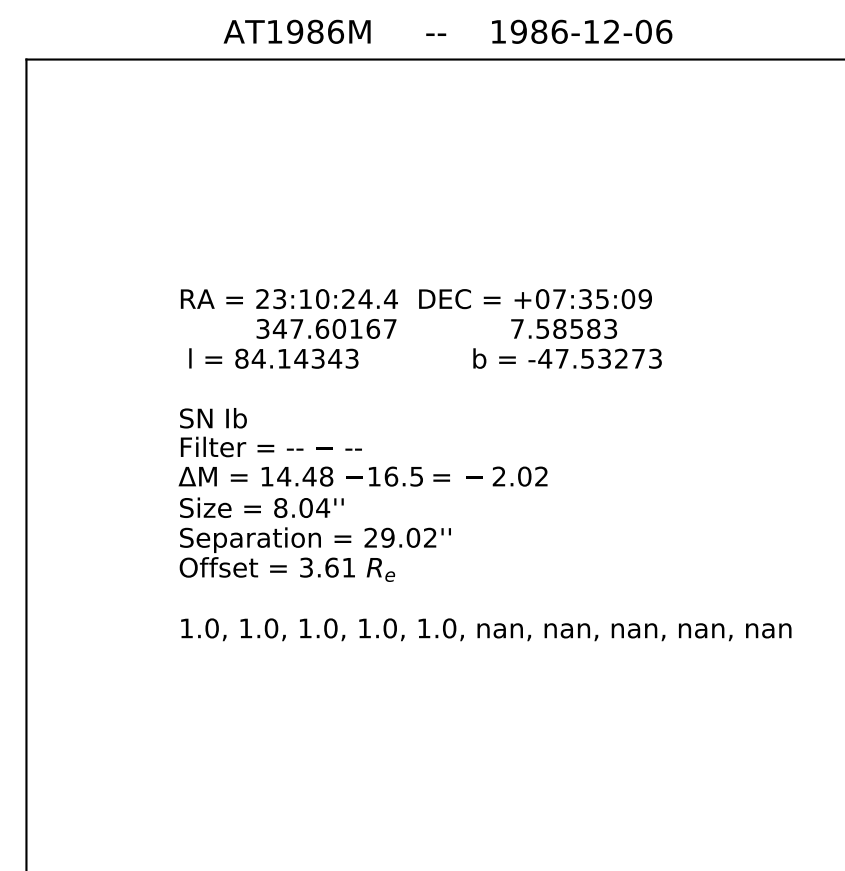 AT1986M -- 1986-12-06
RA = 23:10:24.4 DEC = +07:35:09
347.60167 7.58583
l = 84.14343 b = -47.53273
SN Ib
Filter = -- − --
ΔM = 14.48 −16.5 = − 2.02
Size = 8.04''
Separation = 29.02''
Offset = 3.61 Rₑ
1.0, 1.0, 1.0, 1.0, 1.0, nan, nan, nan, nan, nan